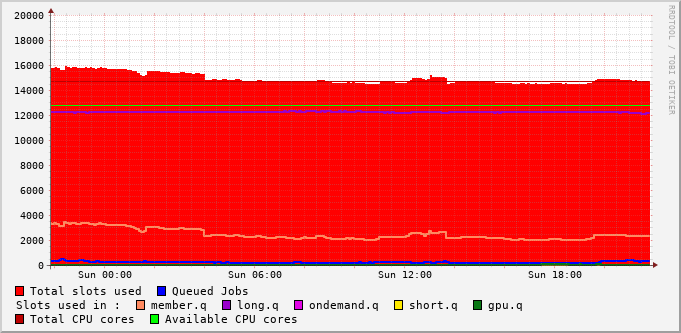 RRDTOOL / TOBI OETIKER
20000
18000
16000
14000
12000
10000
8000
6000
4000
2000
0
Sun 00:00 Sun 06:00 Sun 12:00 Sun 18:00
Total slots used Queued Jobs
Slots used in : member.q long.q ondemand.q short.q gpu.q
Total CPU cores Available CPU cores